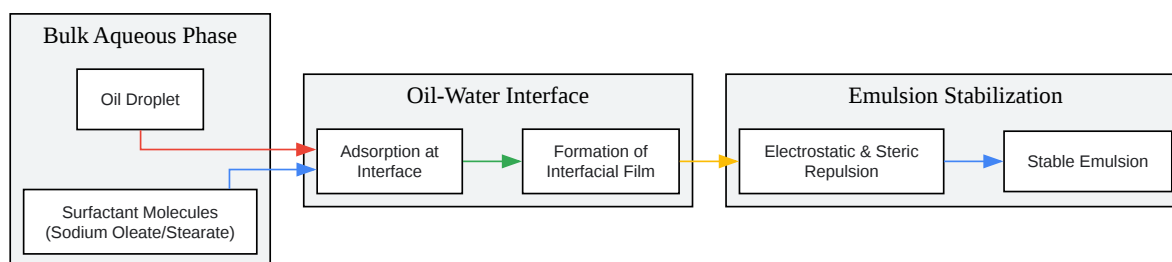 Bulk Aqueous Phase
Oil Droplet
Surfactant Molecules
(Sodium Oleate/Stearate)
Oil-Water Interface
Adsorption at
Interface
Formation of
Interfacial Film
Emulsion Stabilization
Electrostatic & Steric
Repulsion
Stable Emulsion